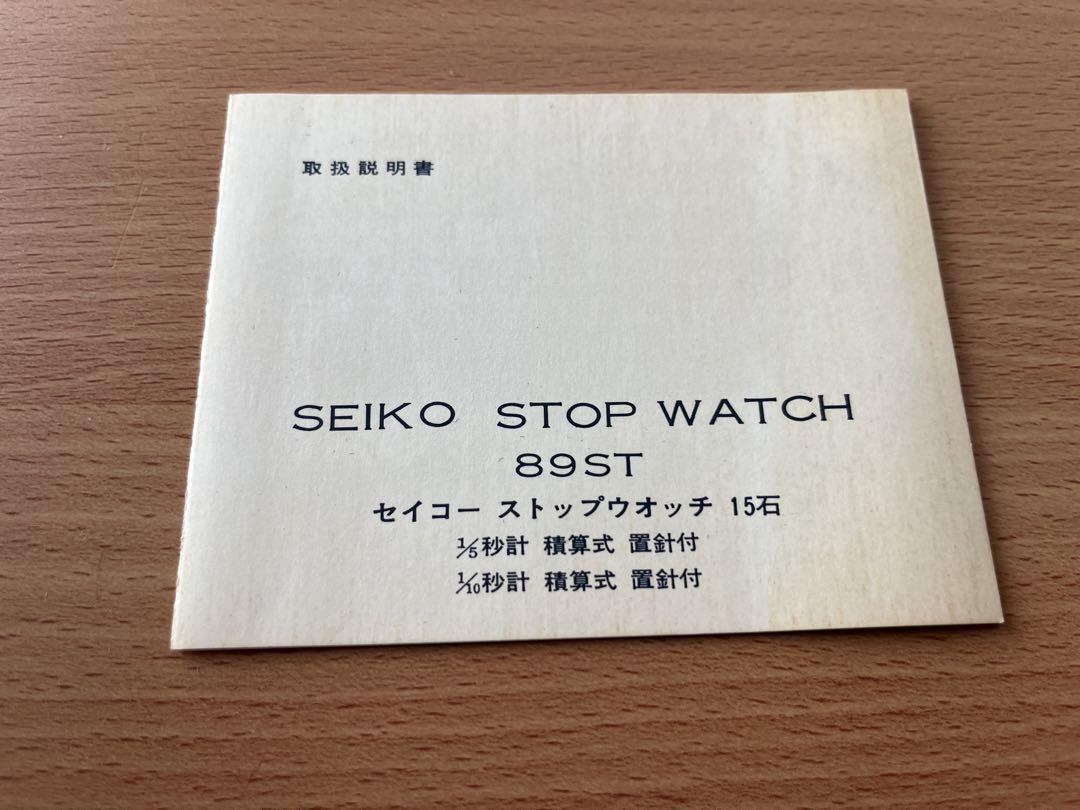 取扱説明書
SEIKO STOP WATCH
89ST
セイコー ストップウオッチ 15石
1/5秒計 積算式 置針付
1/10秒計 積算式 置針付